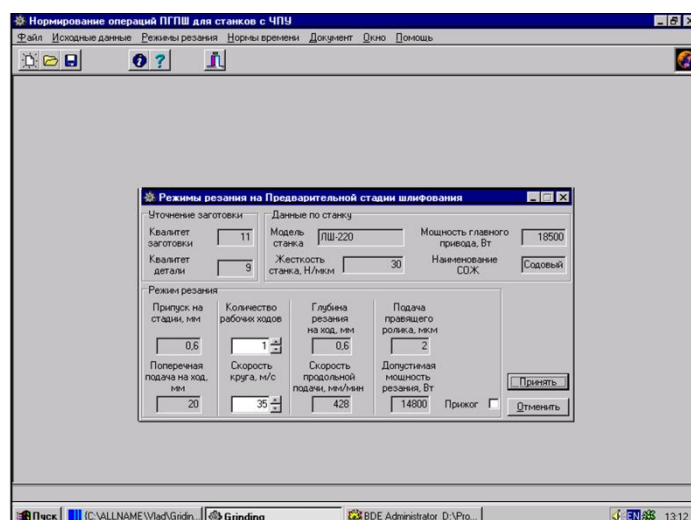 Нормирование операций ПГПШ для станков с ЧПУ
Файл Исходные данные Режимы резания Нормы времени Документ Окно Помощь
Режимы резания на Предварительной стадии шлифования
Уточнение заготовки
Данные по станку
Квалитет заготовки 11
Модель станка ЛШ-220
Мощность главного привода, Вт 18500
Квалитет детали 9
Жесткость станка, Н/мкм 30
Наименование СОЖ Содовый
Режим резания
Припуск на стадии, мм
Количество рабочих ходов
Глубина резания на ход, мм
Подача правящего ролика, мкм
0,6 1 0,6 2
Поперечная подача на ход, мм
Скорость круга, м/с
Скорость продольной подачи, мм/мин
Допустимая мощность резания, Вт
20 35 428 14800
Прижог
Принять
Отменить
Пуск {C:\ALLNAME\Vlad\Gridin... Grinding BDE Administrator D:\Pro... EN 13:12